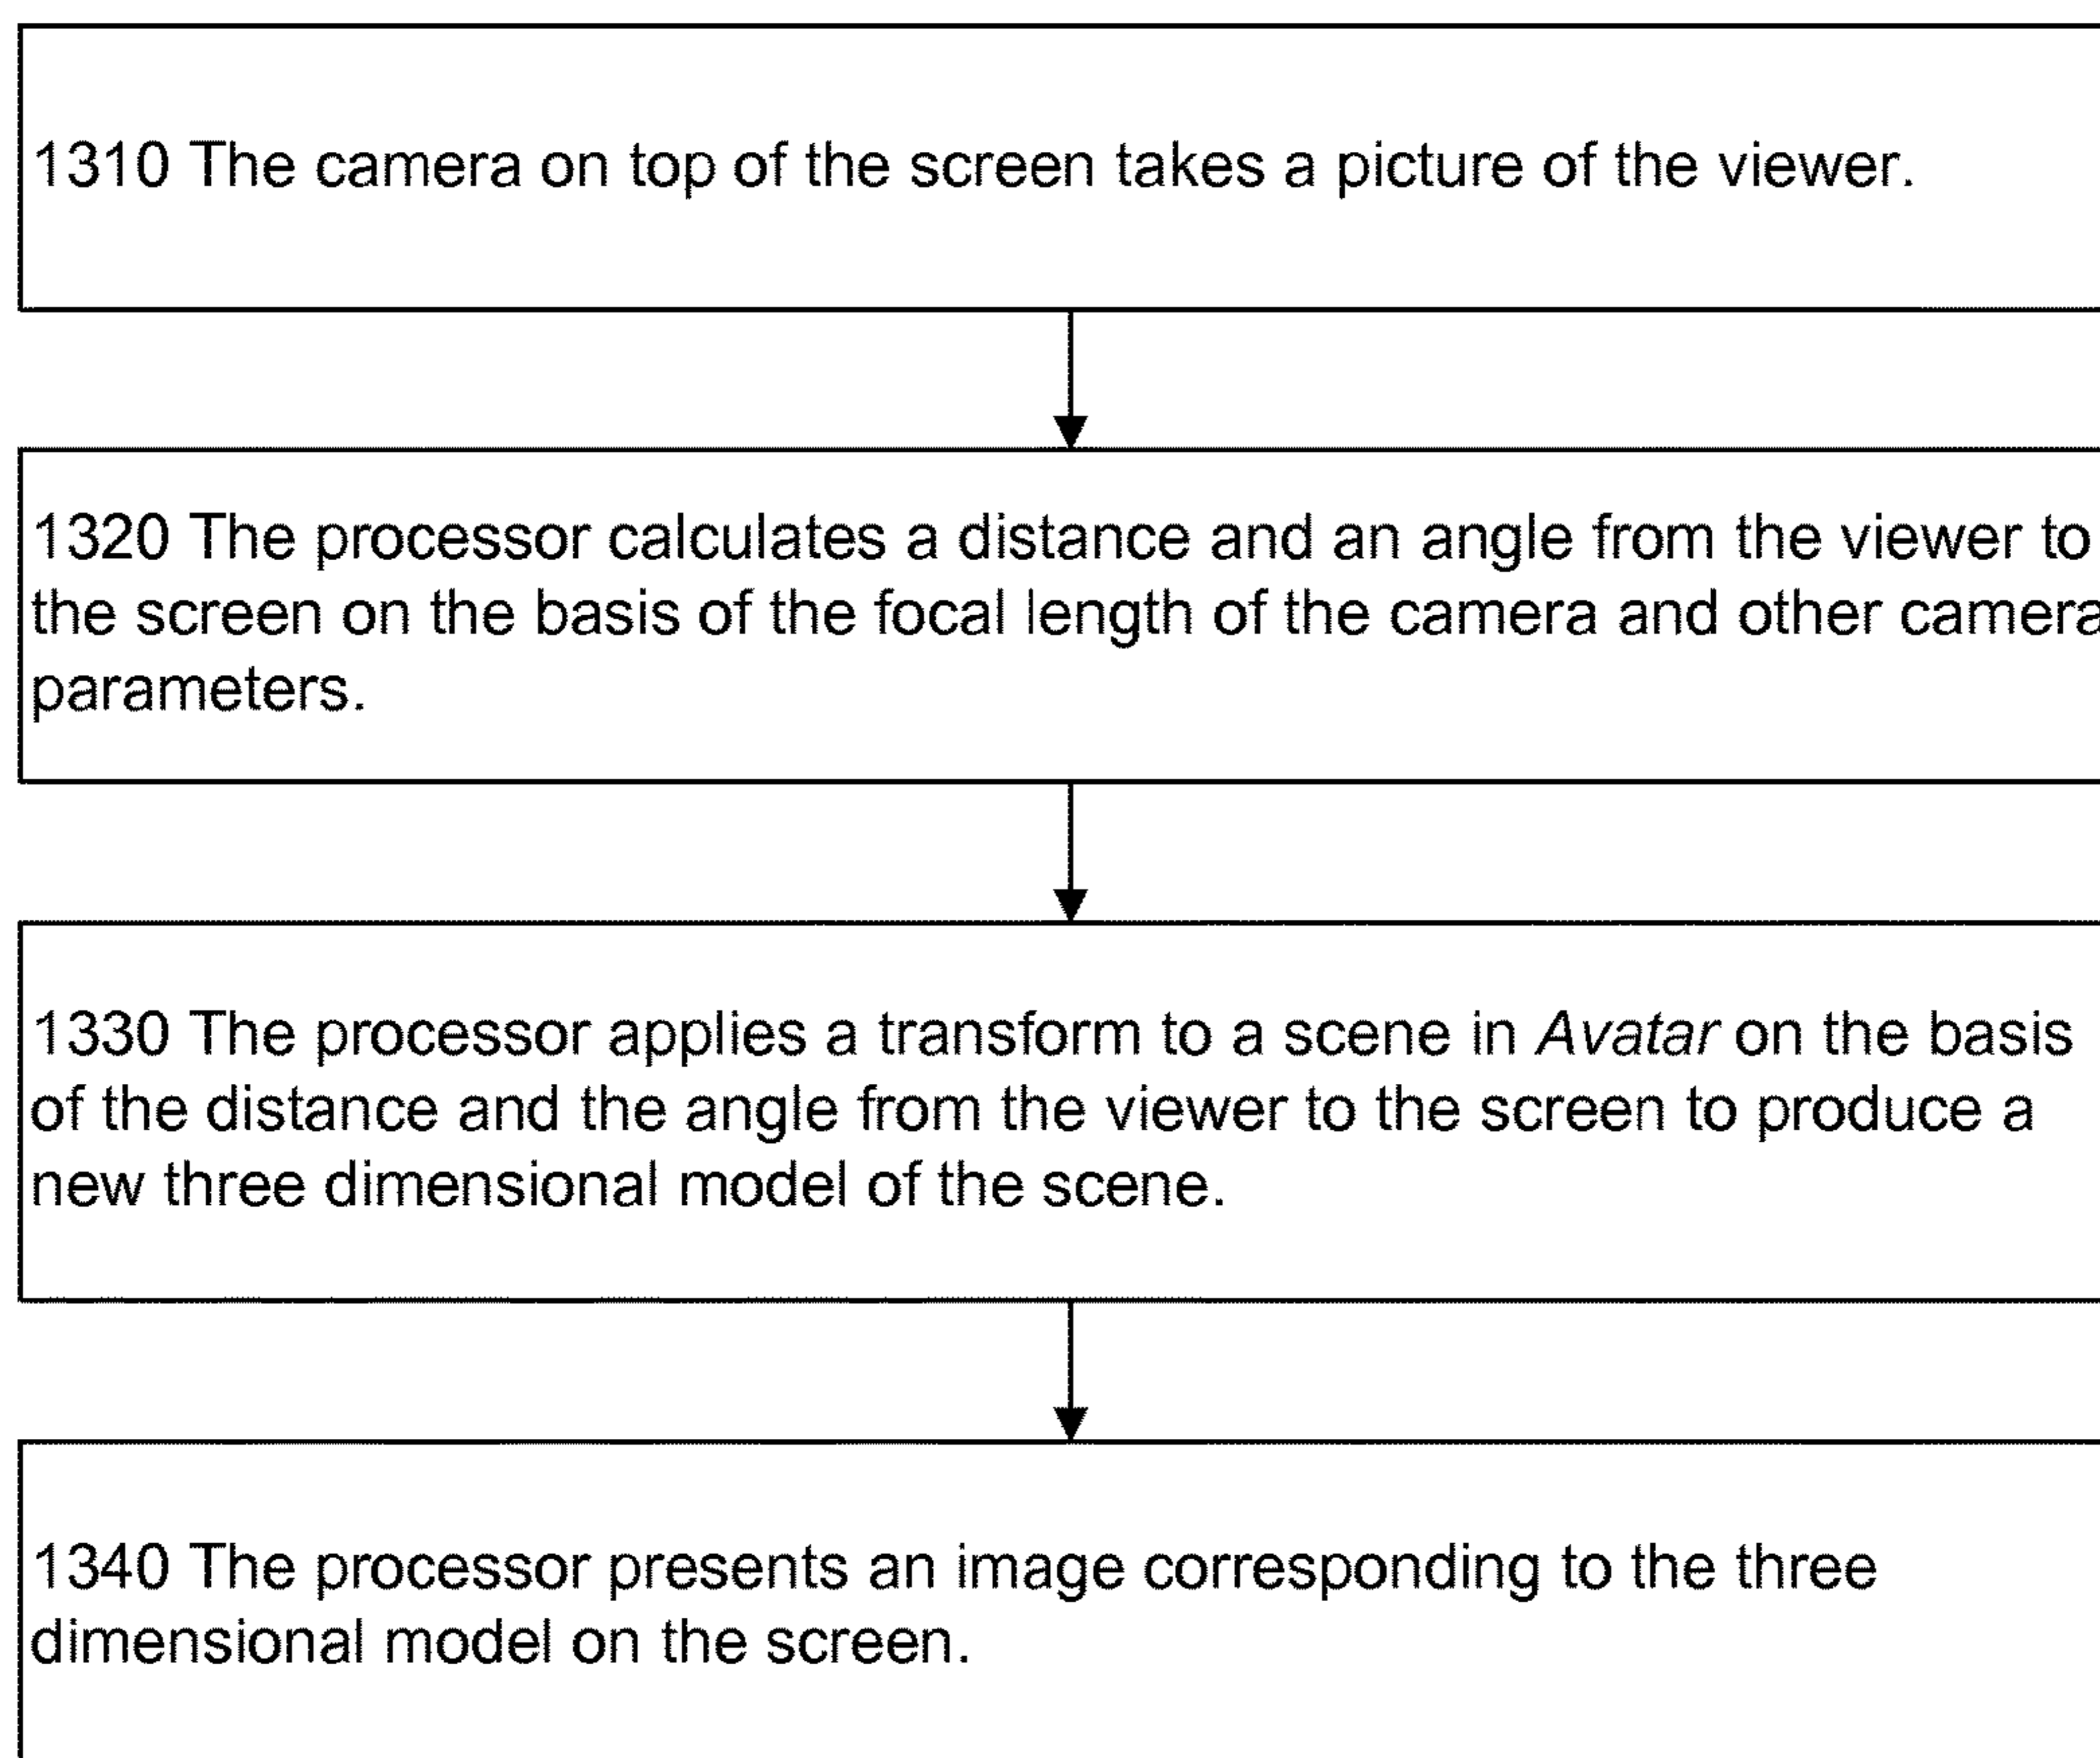 1310 The camera on top of the screen takes a picture of the viewer.
1320 The processor calculates a distance and an angle from the viewer to
the screen on the basis of the focal length of the camera and other camera
parameters.
1330 The processor applies a transform to a scene in Avatar on the basis
of the distance and the angle from the viewer to the screen to produce a
new three dimensional model of the scene.
1340 The processor presents an image corresponding to the three
dimensional model on the screen.